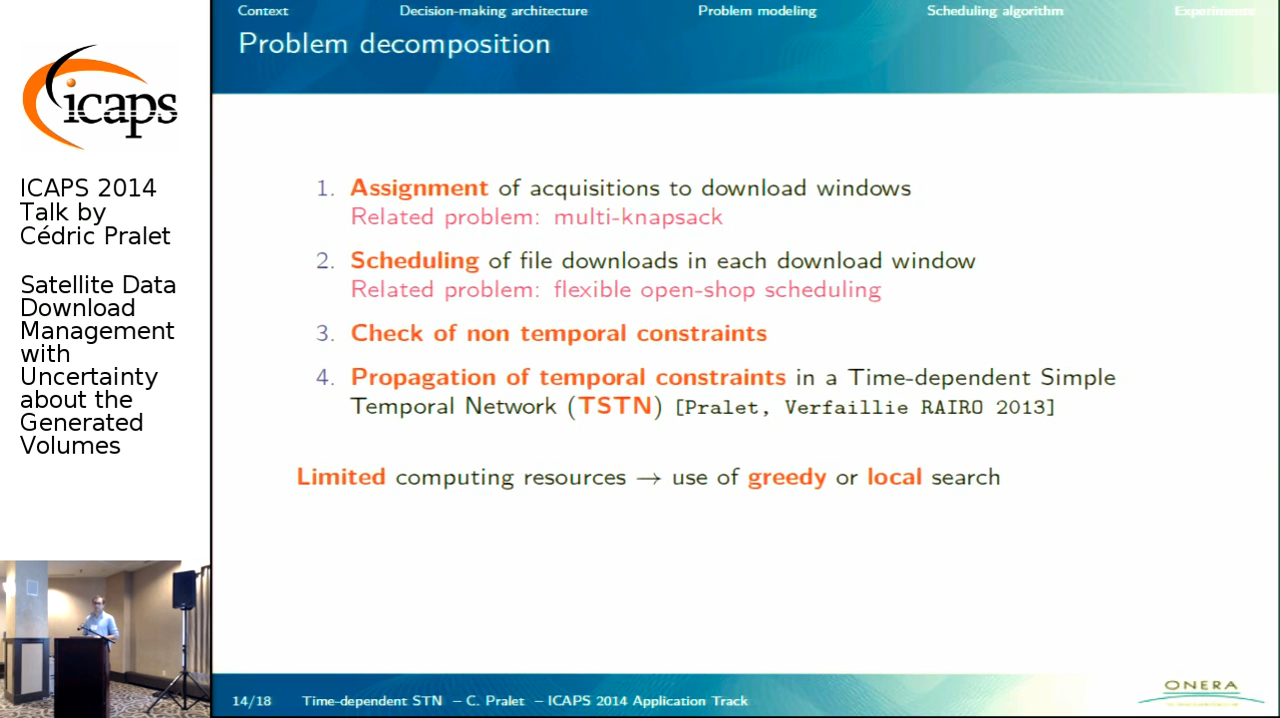 icaps
ICAPS 2014
Talk by
Cédric Pralet
Satellite Data
Download
Management
with
Uncertainty
about the
Generated
Volumes
Context Decision-making architecture Problem modeling Scheduling algorithm Experiments
Problem decomposition
1. Assignment of acquisitions to download windows
Related problem: multi-knapsack
2. Scheduling of file downloads in each download window
Related problem: flexible open-shop scheduling
3. Check of non temporal constraints
4. Propagation of temporal constraints in a Time-dependent Simple
Temporal Network (TSTN) [Pralet, Verfaillie RAIRO 2013]
Limited computing resources → use of greedy or local search
14/18 Time-dependent STN – C. Pralet – ICAPS 2014 Application Track
ONERA